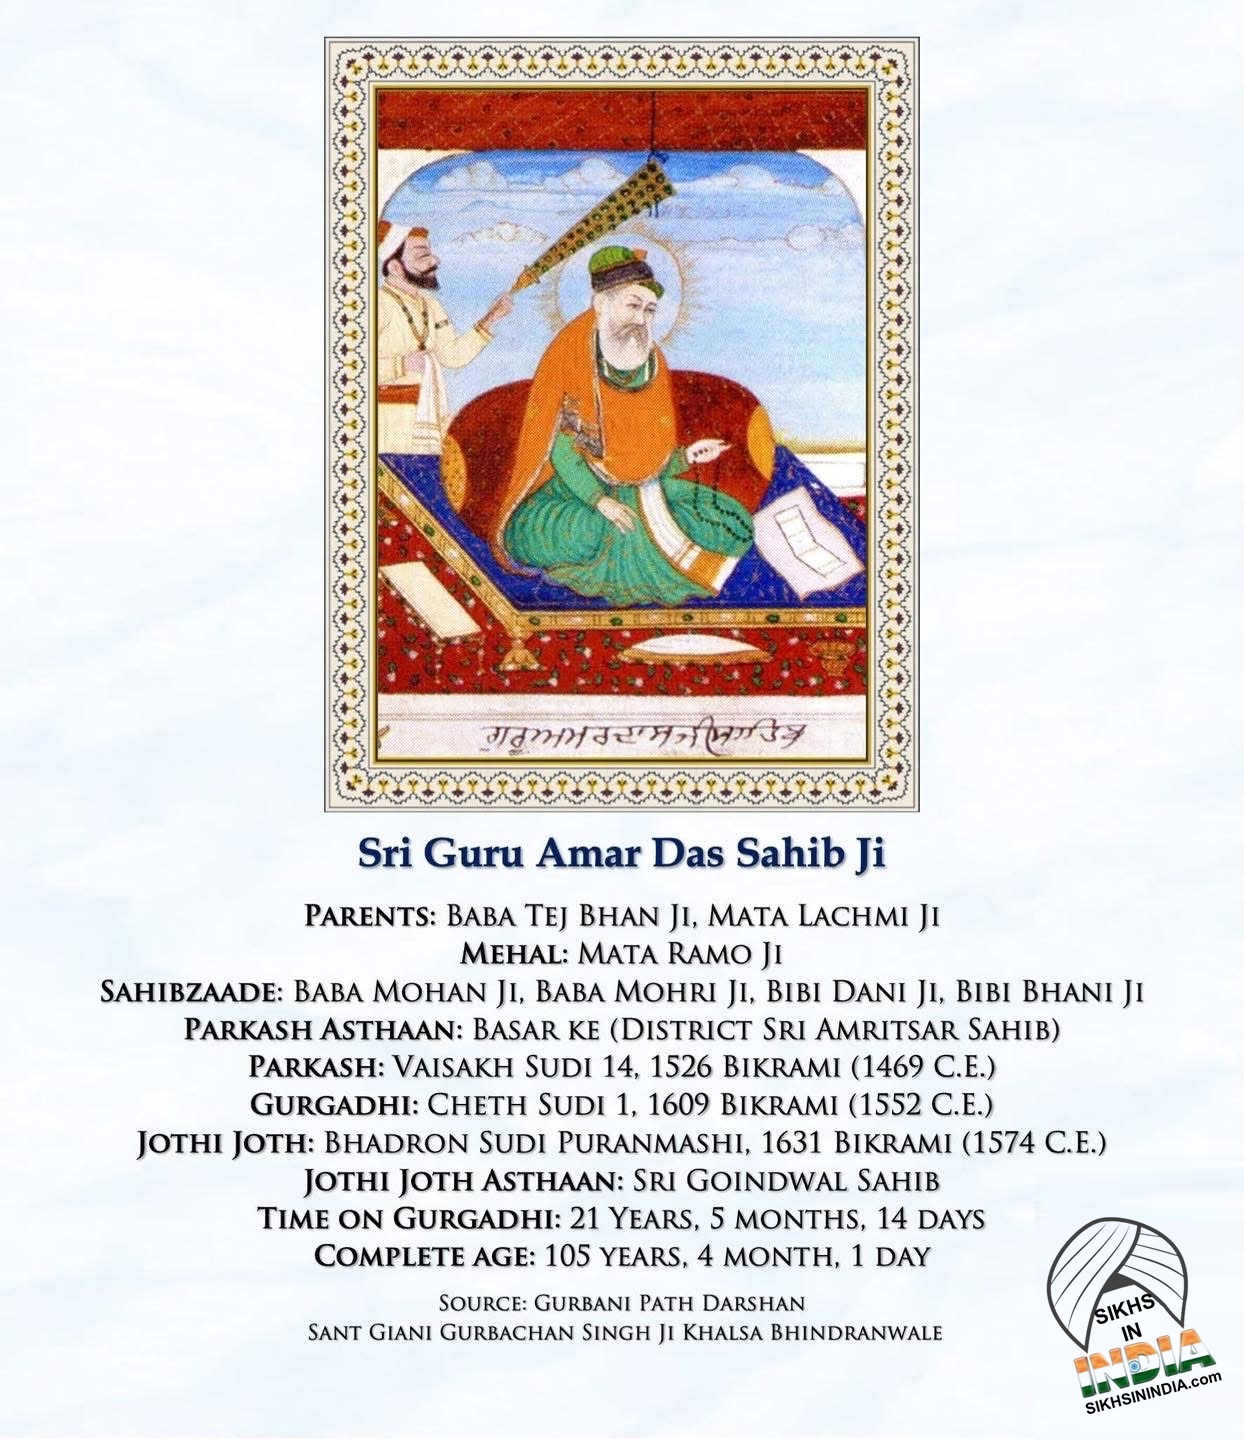 ਗੁਰੂਅਮਰਦਾਸਜੀਸਾਹਿਬ
Sri Guru Amar Das Sahib Ji
Parents: Baba Tej Bhan Ji, Mata Lachmi Ji
Mehal: Mata Ramo Ji
Sahibzaade: Baba Mohan Ji, Baba Mohri Ji, Bibi Dani Ji, Bibi Bhani Ji
Parkash Asthaan: Basar ke (District Sri Amritsar Sahib)
Parkash: Vaisakh Sudi 14, 1526 Bikrami (1469 C.E.)
Gurgadhi: Cheth Sudi 1, 1609 Bikrami (1552 C.E.)
Jothi Joth: Bhadron Sudi Puranmashi, 1631 Bikrami (1574 C.E.)
Jothi Joth Asthaan: Sri Goindwal Sahib
Time on Gurgadhi: 21 Years, 5 months, 14 days
Complete age: 105 years, 4 month, 1 day
Source: Gurbani Path Darshan
Sant Giani Gurbachan Singh Ji Khalsa Bhindranwale
SIKHS
IN
INDIA
SIKHSININDIA.com